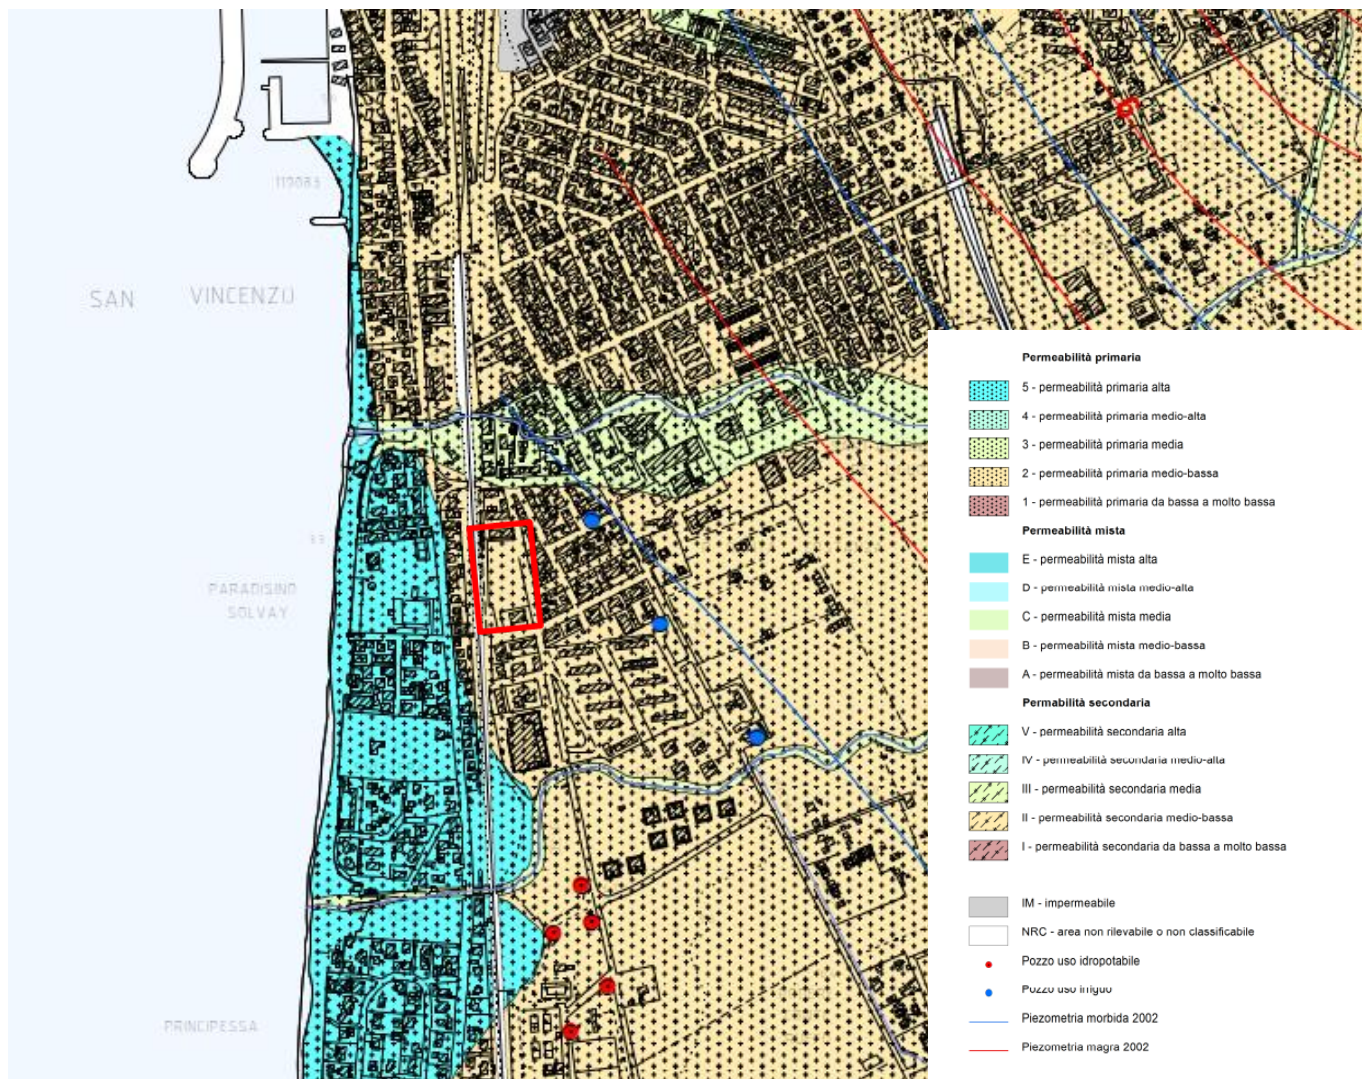 119083
SAN VINCENZO
33
PARADISINO
SOLVAY
PRINCIPESSA
Permeabilità primaria
5 - permeabilità primaria alta
4 - permeabilità primaria medio-alta
3 - permeabilità primaria media
2 - permeabilità primaria medio-bassa
1 - permeabilità primaria da bassa a molto bassa
Permeabilità mista
E - permeabilità mista alta
D - permeabilità mista medio-alta
C - permeabilità mista media
B - permeabilità mista medio-bassa
A - permeabilità mista da bassa a molto bassa
Permabilità secondaria
V - permeabilità secondaria alta
IV - permeabilità secondaria medio-alta
III - permeabilità secondaria media
II - permeabilità secondaria medio-bassa
I - permeabilità secondaria da bassa a molto bassa
IM - impermeabile
NRC - area non rilevabile o non classificabile
Pozzo uso idropotabile
Pozzo uso irriguo
Piezometria morbida 2002
Piezometria magra 2002